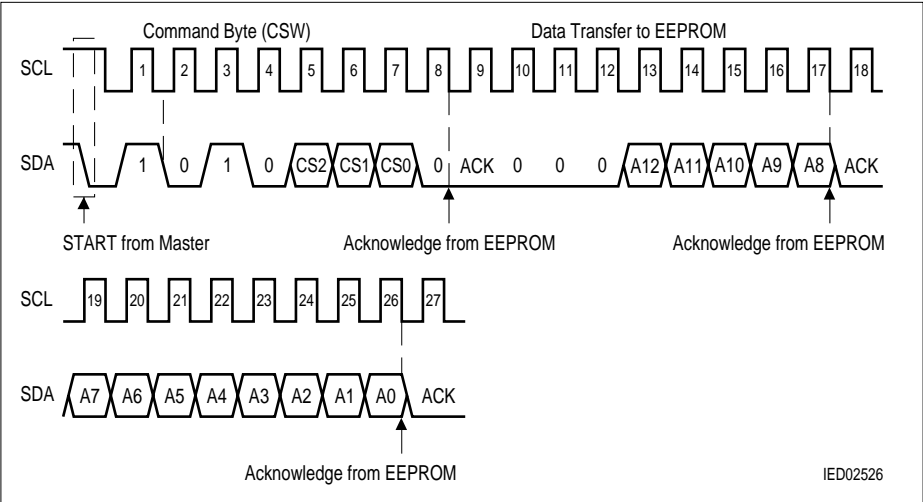 Command Byte (CSW) Data Transfer to EEPROM
SCL 1 2 3 4 5 6 7 8 9 10 11 12 13 14 15 16 17 18
SDA 1 0 1 0 CS2 CS1 CS0 0 ACK 0 0 0 A12 A11 A10 A9 A8 ACK
START from Master Acknowledge from EEPROM Acknowledge from EEPROM
SCL 19 20 21 22 23 24 25 26 27
SDA A7 A6 A5 A4 A3 A2 A1 A0 ACK
Acknowledge from EEPROM IED02526